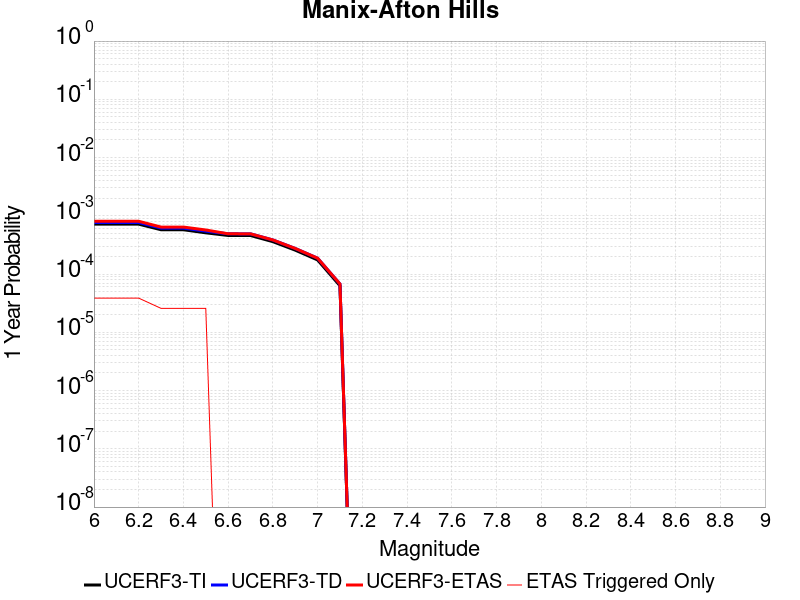 Manix-Afton Hills
10^0
10^-1
10^-2
10^-3
10^-4
10^-5
10^-6
10^-7
10^-8
1 Year Probability
6 6.2 6.4 6.6 6.8 7 7.2 7.4 7.6 7.8 8 8.2 8.4 8.6 8.8 9
Magnitude
UCERF3-TI UCERF3-TD UCERF3-ETAS ETAS Triggered Only